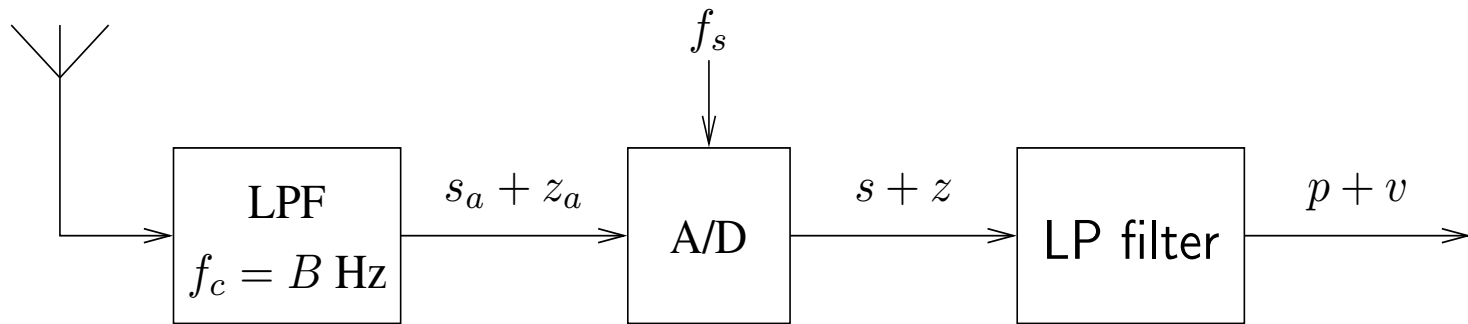 f_s
LPF
f_c = B Hz
s_a + z_a
A/D
s + z
LP filter
p + v